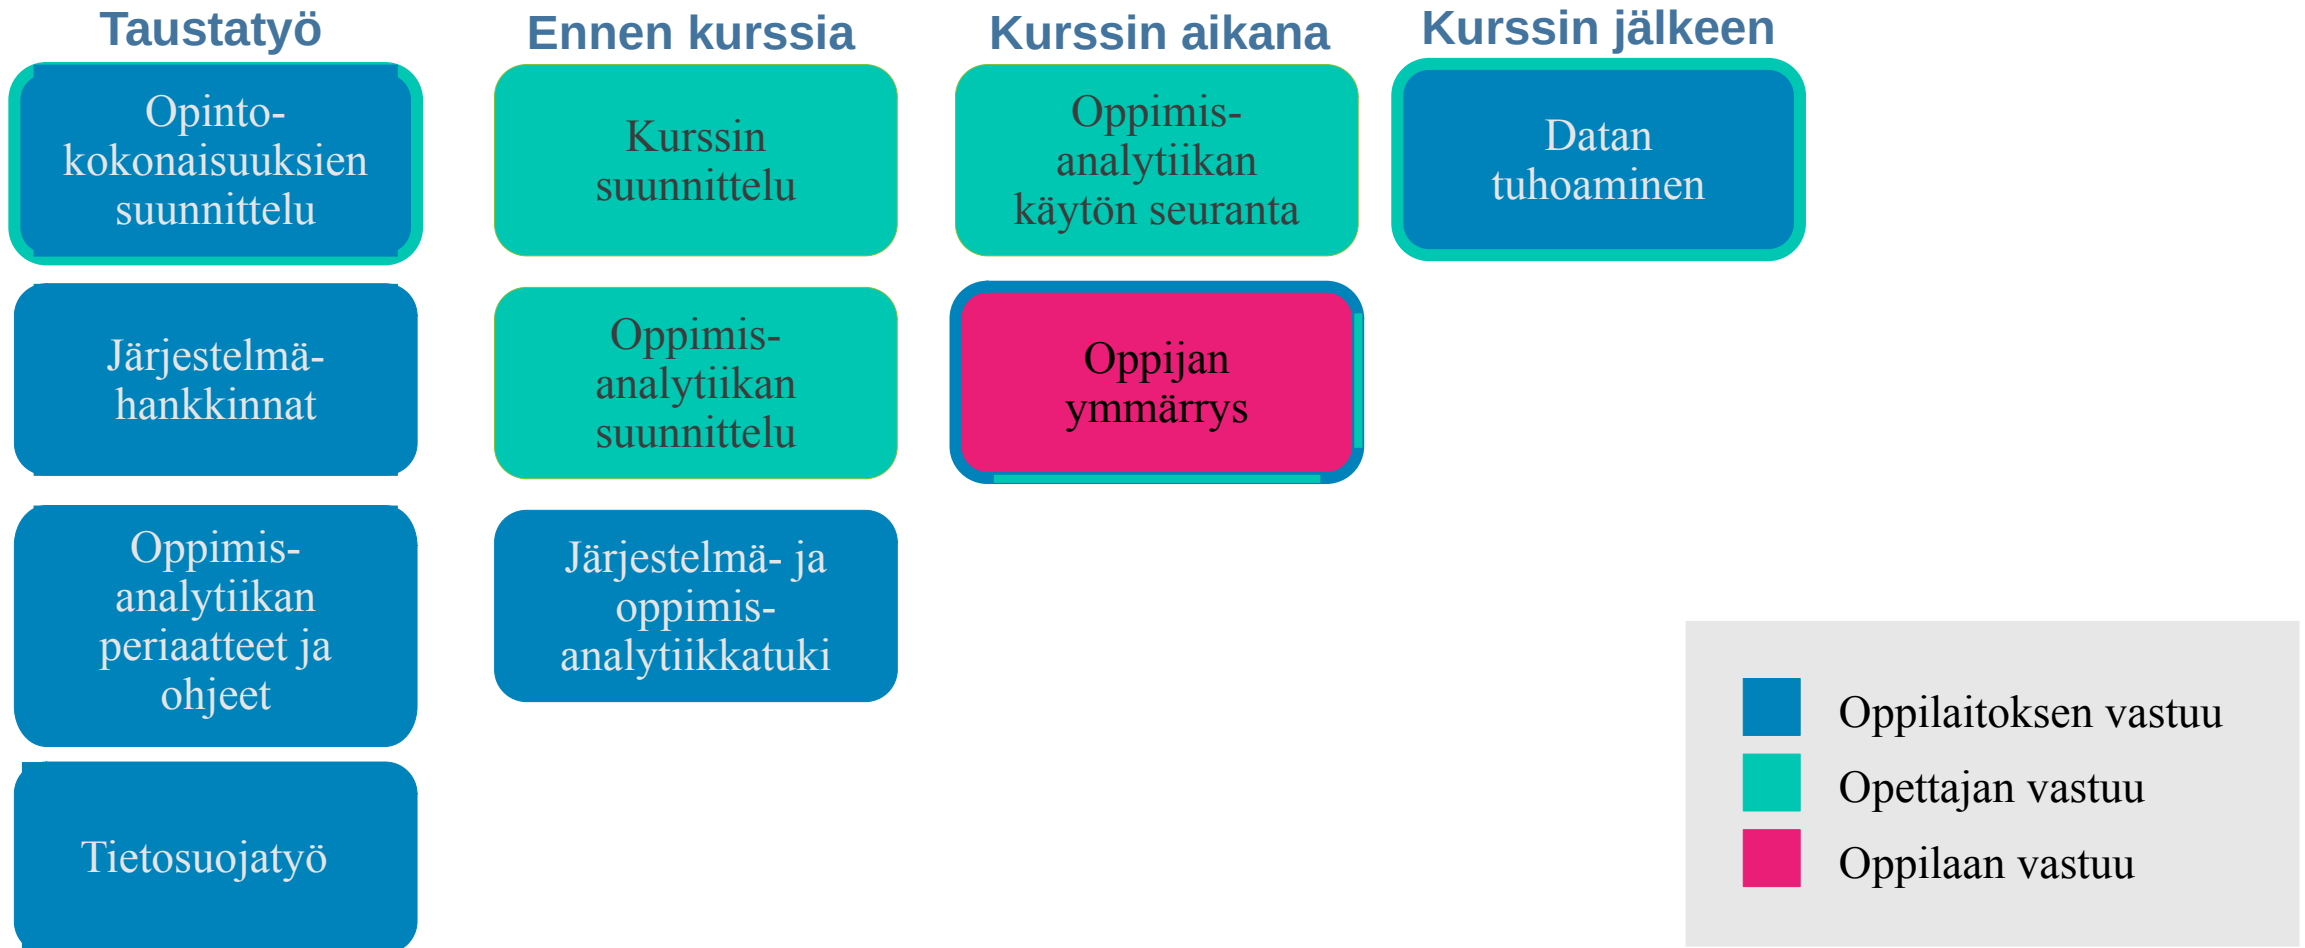 Taustatyö
Opinto-
kokonaisuuksien
suunnittelu
Järjestelmä-
hankkinnat
Oppimis-
analytiikan
periaatteet ja
ohjeet
Tietosuojatyö
Ennen kurssia
Kurssin
suunnittelu
Oppimis-
analytiikan
suunnittelu
Järjestelmä- ja
oppimis-
analytiikkatuki
Kurssin aikana
Oppimis-
analytiikan
käytön seuranta
Oppijan
ymmärrys
Kurssin jälkeen
Datan
tuhoaminen
Oppilaitoksen vastuu
Opettajan vastuu
Oppilaan vastuu